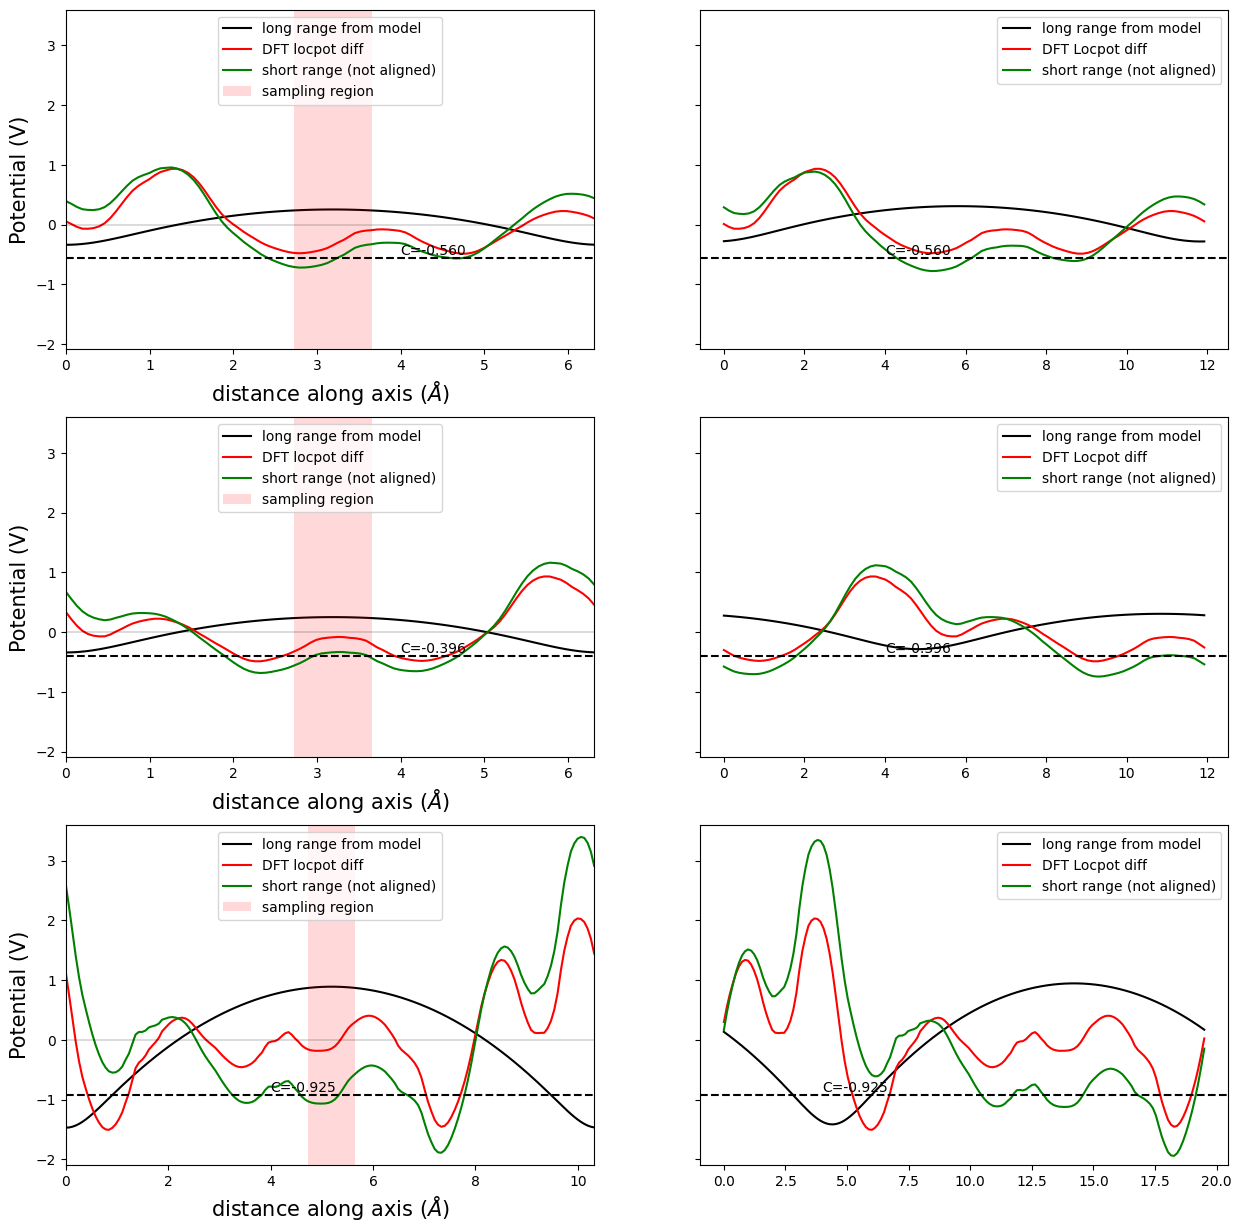 long range from model
DFT locpot diff
short range (not aligned)
sampling region
C=-0.560
Potential (V)
3
2
1
0
−1
−2
0 1 2 3 4 5 6
distance along axis (Å)
long range from model
DFT Locpot diff
short range (not aligned)
C=-0.560
0 2 4 6 8 10 12
long range from model
DFT locpot diff
short range (not aligned)
sampling region
C=-0.396
Potential (V)
3
2
1
0
−1
−2
0 1 2 3 4 5 6
distance along axis (Å)
long range from model
DFT Locpot diff
short range (not aligned)
C=-0.396
0 2 4 6 8 10 12
long range from model
DFT locpot diff
short range (not aligned)
sampling region
C=-0.925
Potential (V)
3
2
1
0
−1
−2
0 2 4 6 8 10
distance along axis (Å)
long range from model
DFT Locpot diff
short range (not aligned)
C=-0.925
0.0 2.5 5.0 7.5 10.0 12.5 15.0 17.5 20.0